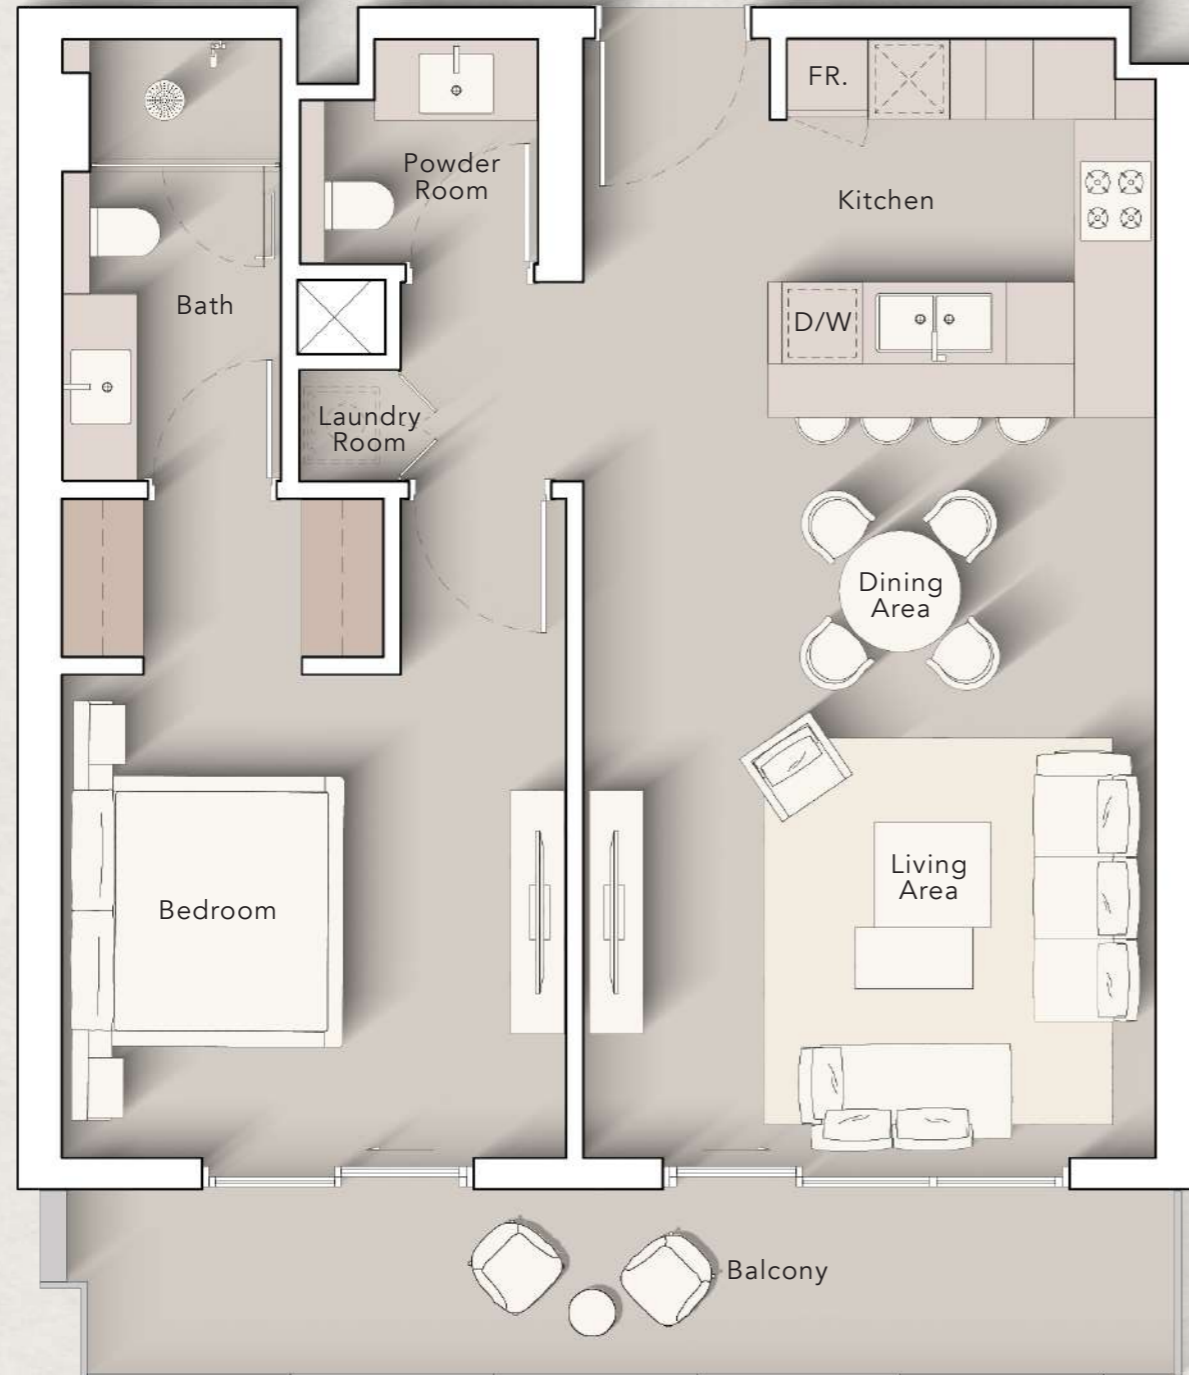 FR.
Powder
Room
Kitchen
Bath
D/W
Laundry
Room
Dining
Area
Living
Area
Bedroom
Balcony